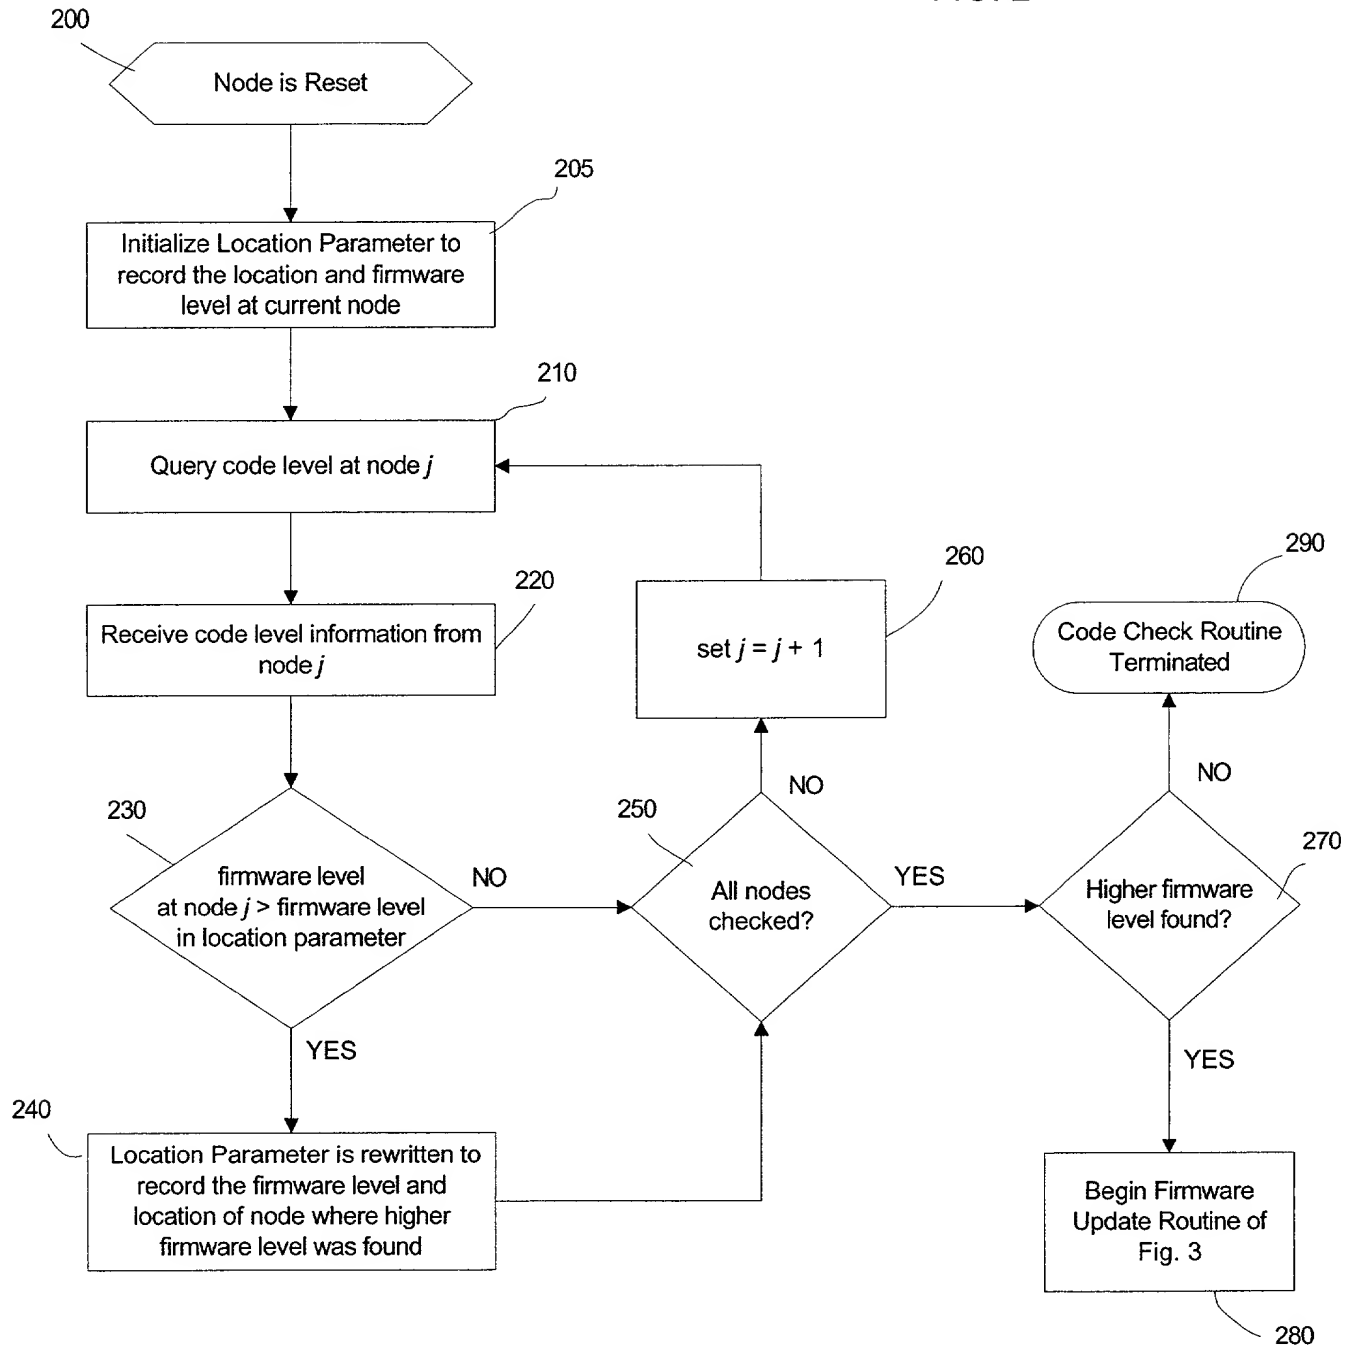 200
Node is Reset
205
Initialize Location Parameter to
record the location and firmware
level at current node
210
Query code level at node j
220
Receive code level information from
node j
260
set j = j + 1
290
Code Check Routine
Terminated
230
firmware level
at node j > firmware level
in location parameter
NO
YES
250
All nodes
checked?
NO
YES
270
Higher firmware
level found?
NO
YES
240
Location Parameter is rewritten to
record the firmware level and
location of node where higher
firmware level was found
Begin Firmware
Update Routine of
Fig. 3
280